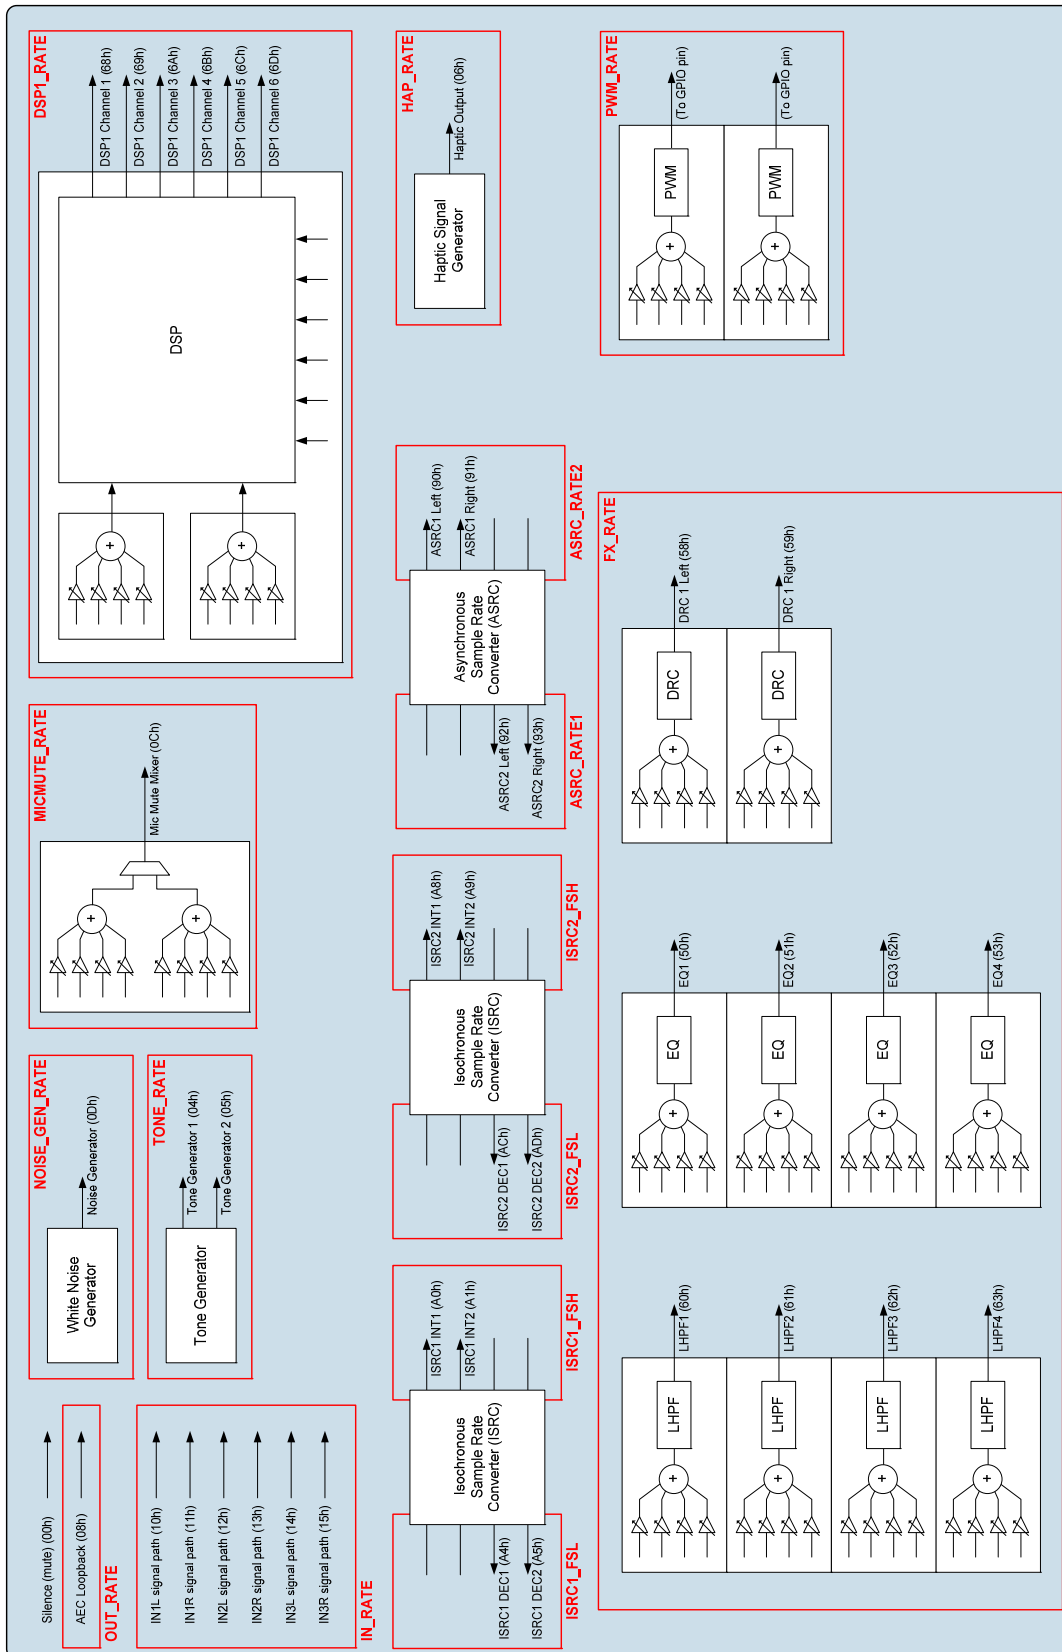 Silence (mute) (00h)
AEC Loopback (08h)
OUT_RATE
IN1L signal path (10h)
IN1R signal path (11h)
IN2L signal path (12h)
IN2R signal path (13h)
IN3L signal path (14h)
IN3R signal path (15h)
IN_RATE
NOISE_GEN_RATE
White Noise
Generator
Noise Generator (0Dh)
TONE_RATE
Tone Generator
Tone Generator 1 (04h)
Tone Generator 2 (05h)
MICMUTE_RATE
+
+
Mic Mute Mixer (0Ch)
DSP1_RATE
+
+
DSP
DSP1 Channel 1 (68h)
DSP1 Channel 2 (69h)
DSP1 Channel 3 (6Ah)
DSP1 Channel 4 (6Bh)
DSP1 Channel 5 (6Ch)
DSP1 Channel 6 (6Dh)
ISRC1 INT1 (A0h)
ISRC1 INT2 (A1h)
Isochronous
Sample Rate
Converter (ISRC)
ISRC1 DEC1 (A4h)
ISRC1 DEC2 (A5h)
ISRC1_FSL
ISRC1_FSH
ISRC2 INT1 (A8h)
ISRC2 INT2 (A9h)
Isochronous
Sample Rate
Converter (ISRC)
ISRC2 DEC1 (ACh)
ISRC2 DEC2 (ADh)
ISRC2_FSL
ISRC2_FSH
ASRC1 Left (90h)
ASRC1 Right (91h)
Asynchronous
Sample Rate
Converter (ASRC)
ASRC2 Left (92h)
ASRC2 Right (93h)
ASRC_RATE1
ASRC_RATE2
HAP_RATE
Haptic Signal
Generator
Haptic Output (06h)
FX_RATE
+
LHPF
LHPF1 (60h)
+
LHPF
LHPF2 (61h)
+
LHPF
LHPF3 (62h)
+
LHPF
LHPF4 (63h)
+
EQ
EQ1 (50h)
+
EQ
EQ2 (51h)
+
EQ
EQ3 (52h)
+
EQ
EQ4 (53h)
+
DRC
DRC 1 Left (58h)
+
DRC
DRC 1 Right (59h)
PWM_RATE
+
PWM
(To GPIO pin)
+
PWM
(To GPIO pin)